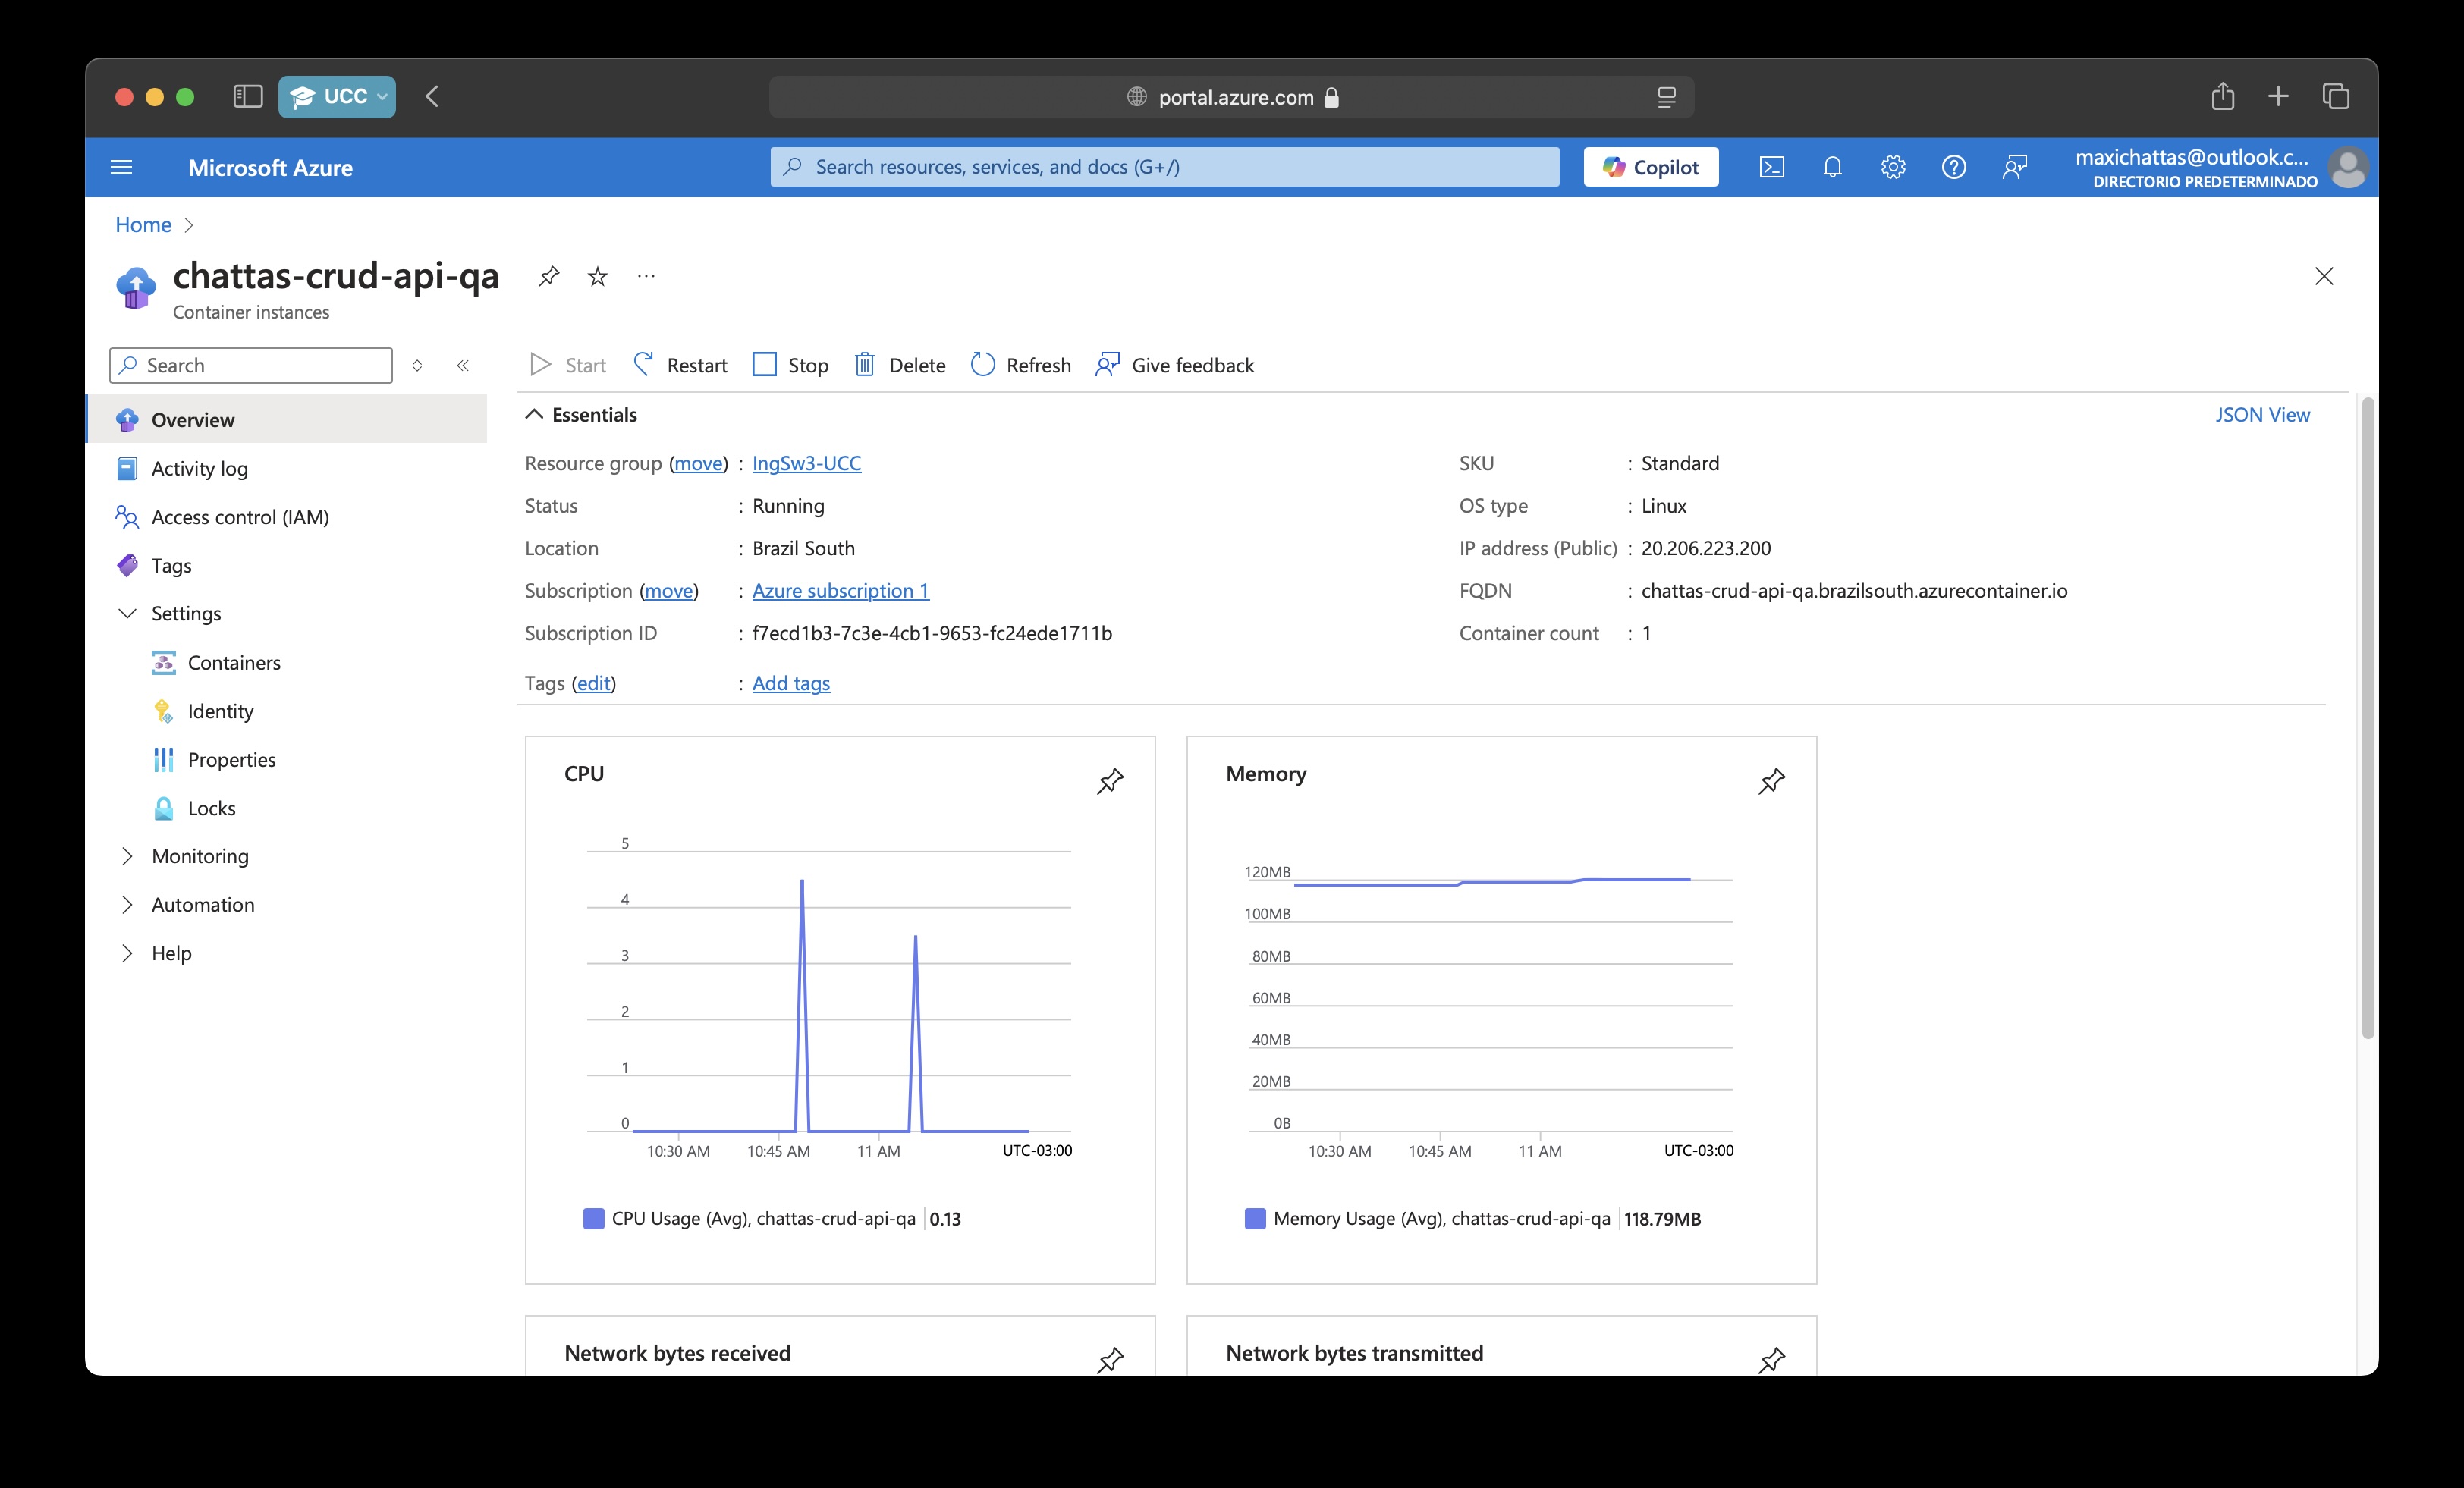 UCC
portal.azure.com
Microsoft Azure
Search resources, services, and docs (G+/)
Copilot
maxichattas@outlook.c...
DIRECTORIO PREDETERMINADO
Home
chattas-crud-api-qa
...
Container instances
Search
Start
Restart
Stop
Delete
Refresh
Give feedback
Overview
Activity log
Access control (IAM)
Tags
Settings
Containers
Identity
Properties
Locks
Monitoring
Automation
Help
Essentials
JSON View
Resource group (move) : IngSw3-UCC
Status : Running
Location : Brazil South
Subscription (move) : Azure subscription 1
Subscription ID : f7ecd1b3-7c3e-4cb1-9653-fc24ede1711b
Tags (edit) : Add tags
SKU : Standard
OS type : Linux
IP address (Public) : 20.206.223.200
FQDN : chattas-crud-api-qa.brazilsouth.azurecontainer.io
Container count : 1
CPU
5
4
3
2
1
0
10:30 AM 10:45 AM 11 AM UTC-03:00
CPU Usage (Avg), chattas-crud-api-qa 0.13
Memory
120MB
100MB
80MB
60MB
40MB
20MB
0B
10:30 AM 10:45 AM 11 AM UTC-03:00
Memory Usage (Avg), chattas-crud-api-qa 118.79MB
Network bytes received
Network bytes transmitted